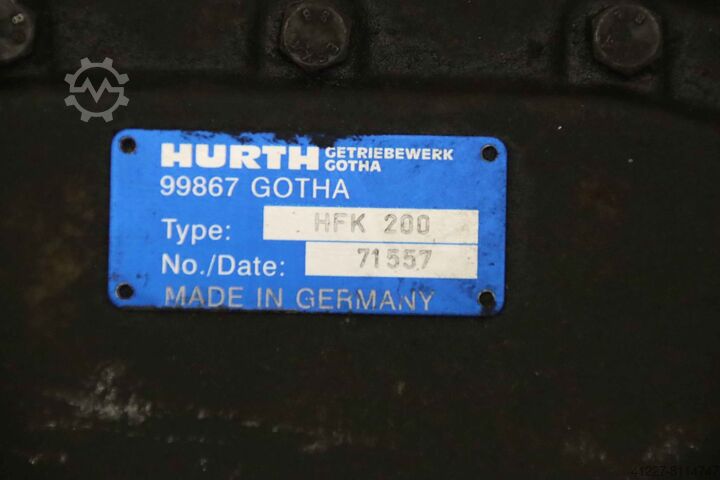 HURTH GETRIEBEWERK GOTHA
99867 GOTHA
Type: HFK 200
No./Date: 71557
MADE IN GERMANY